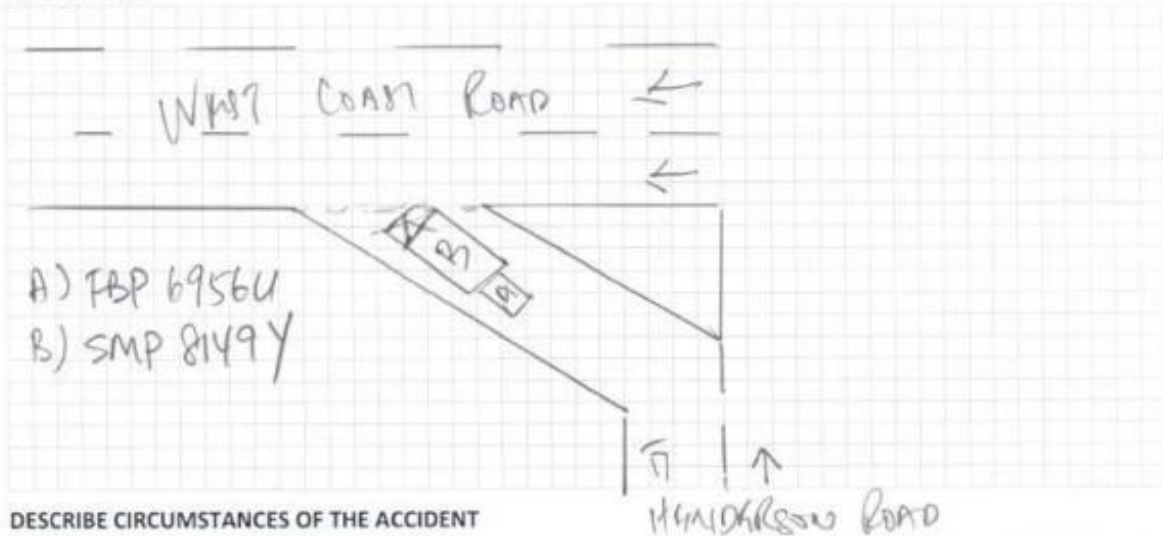 WEST COAST ROAD
B
A
A) FBP 6956U
B) SMP 8149Y
DESCRIBE CIRCUMSTANCES OF THE ACCIDENT
HENDERSON ROAD